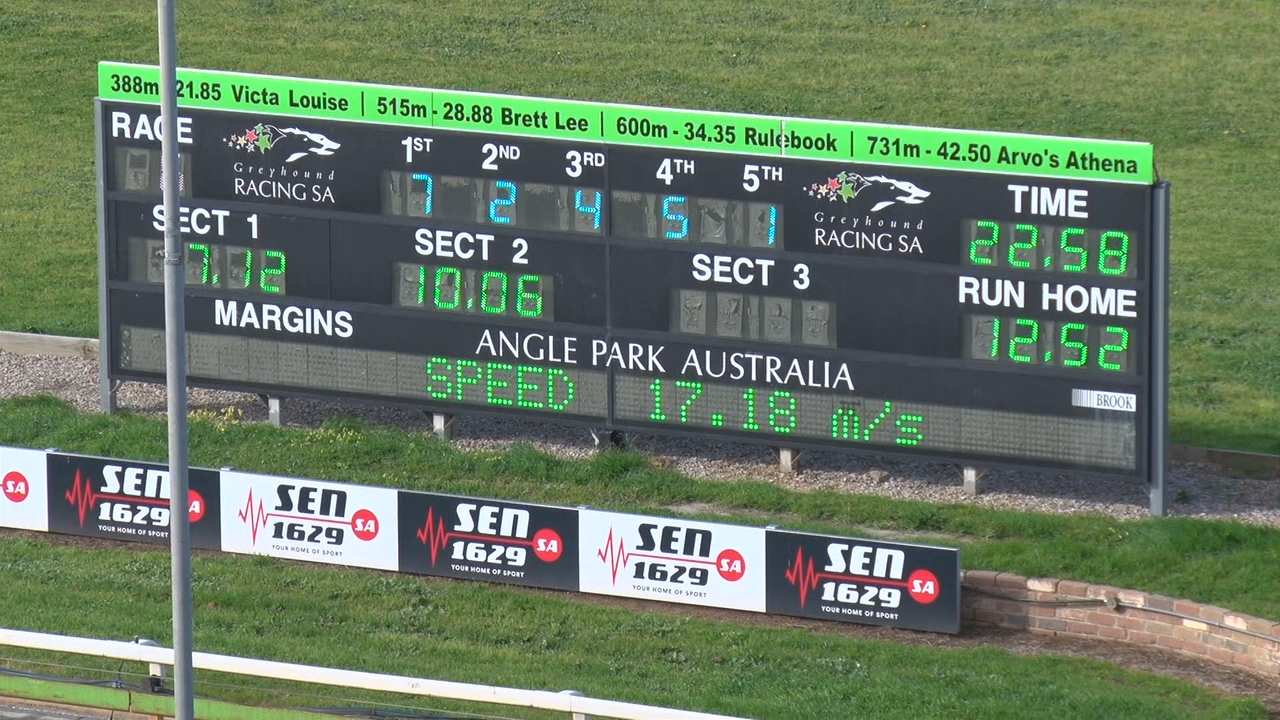 388m - 21.85 Victa Louise | 515m - 28.88 Brett Lee | 600m - 34.35 Rulebook | 731m - 42.50 Arvo's Athena
RACE
Greyhound
RACING SA
1ST 2ND 3RD 4TH 5TH
7 2 4 5 1
Greyhound
RACING SA
TIME
22.58
SECT 1
7.12
SECT 2
10.06
SECT 3
RUN HOME
12.52
MARGINS
ANGLE PARK AUSTRALIA
BROOK
SPEED 17.18 m/s
SA
SEN
1629
SA
YOUR HOME OF SPORT
SEN
1629
SA
YOUR HOME OF SPORT
SEN
1629
SA
YOUR HOME OF SPORT
SEN
1629
SA
YOUR HOME OF SPORT
SEN
1629
SA
YOUR HOME OF SPORT